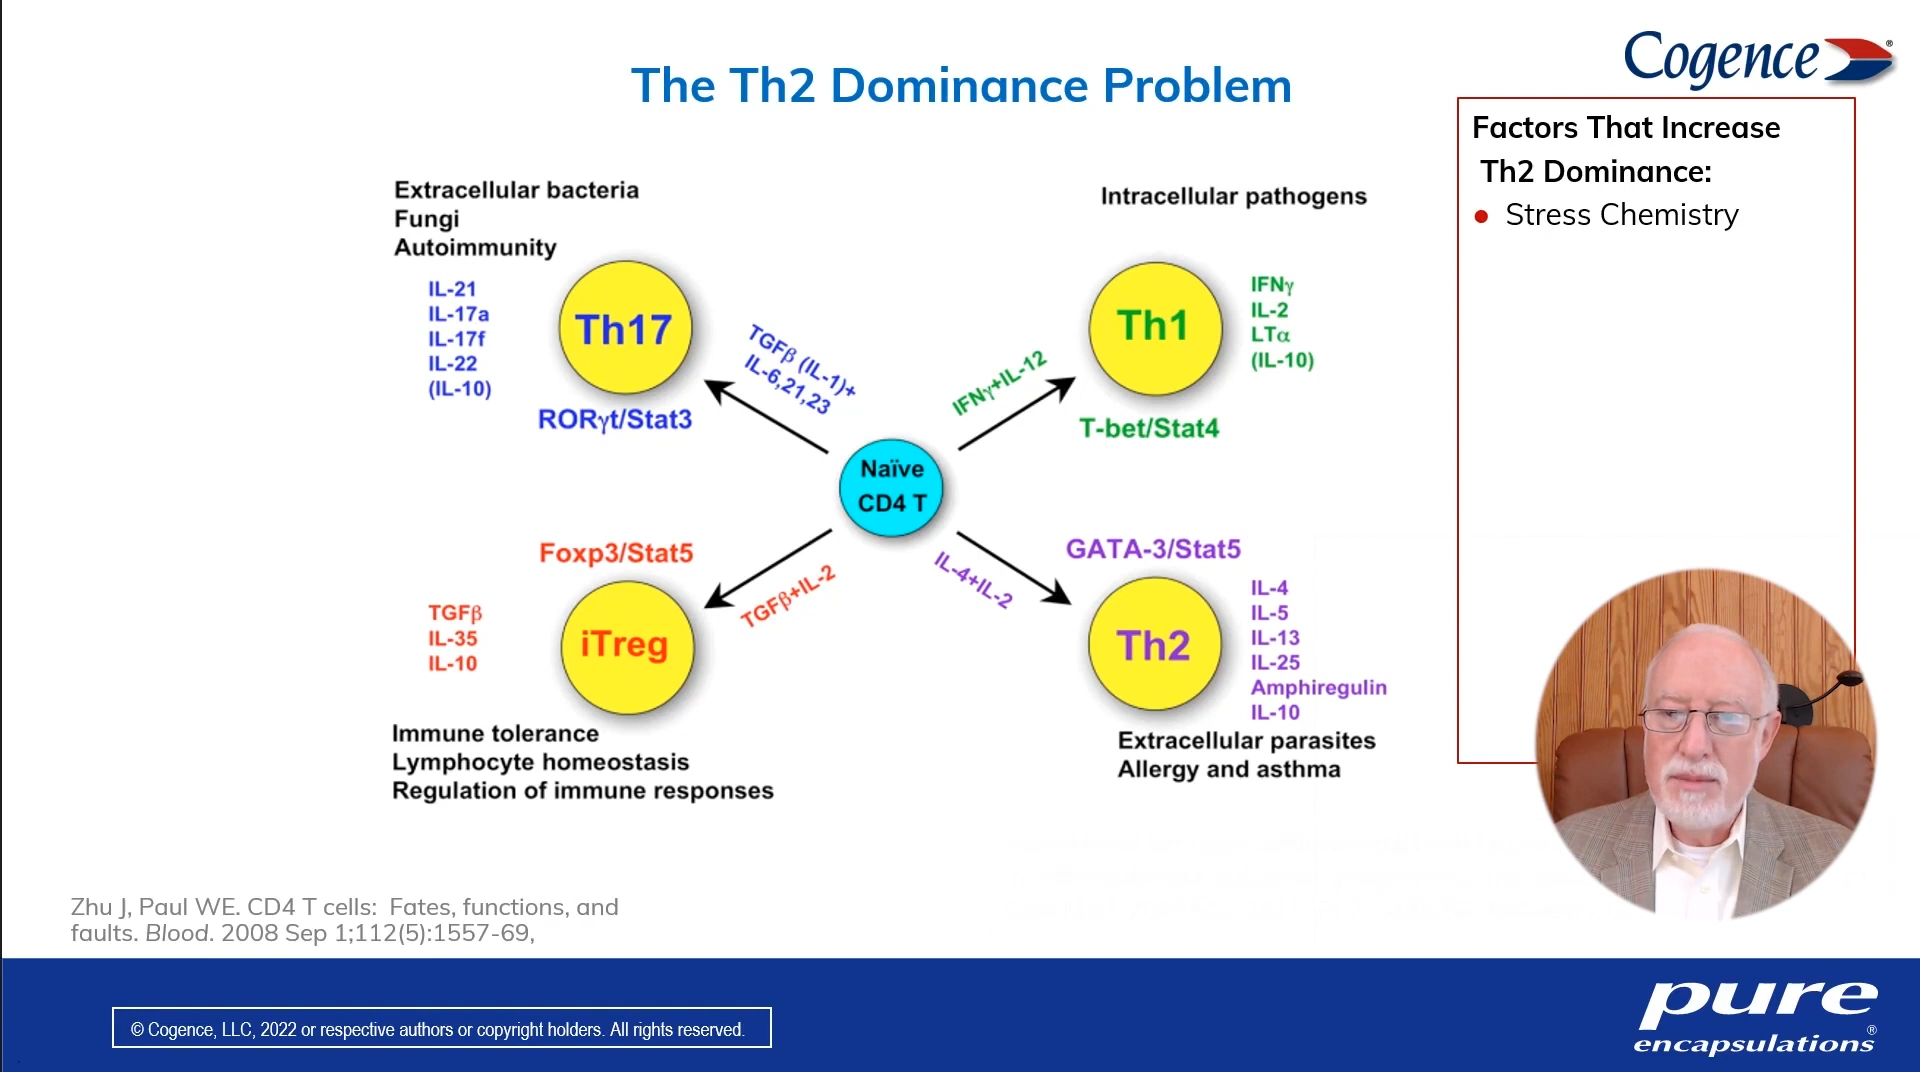 The Th2 Dominance Problem
Cogence®
Factors That Increase
Th2 Dominance:
● Stress Chemistry
Extracellular bacteria
Fungi
Autoimmunity
IL-21
IL-17a
IL-17f
IL-22
(IL-10)
Th17
RORγt/Stat3
TGFβ (IL-1)+
IL-6,21,23
Intracellular pathogens
Th1
IFNγ
IL-2
LTα
(IL-10)
T-bet/Stat4
IFNγ+IL-12
Naïve
CD4 T
Foxp3/Stat5
TGFβ
IL-35
IL-10
iTreg
TGFβ+IL-2
Immune tolerance
Lymphocyte homeostasis
Regulation of immune responses
IL-4+IL-2
GATA-3/Stat5
Th2
IL-4
IL-5
IL-13
IL-25
Amphiregulin
IL-10
Extracellular parasites
Allergy and asthma
Zhu J, Paul WE. CD4 T cells:  Fates, functions, and
faults. Blood. 2008 Sep 1;112(5):1557-69,
© Cogence, LLC, 2022 or respective authors or copyright holders. All rights reserved.
pure
encapsulations®